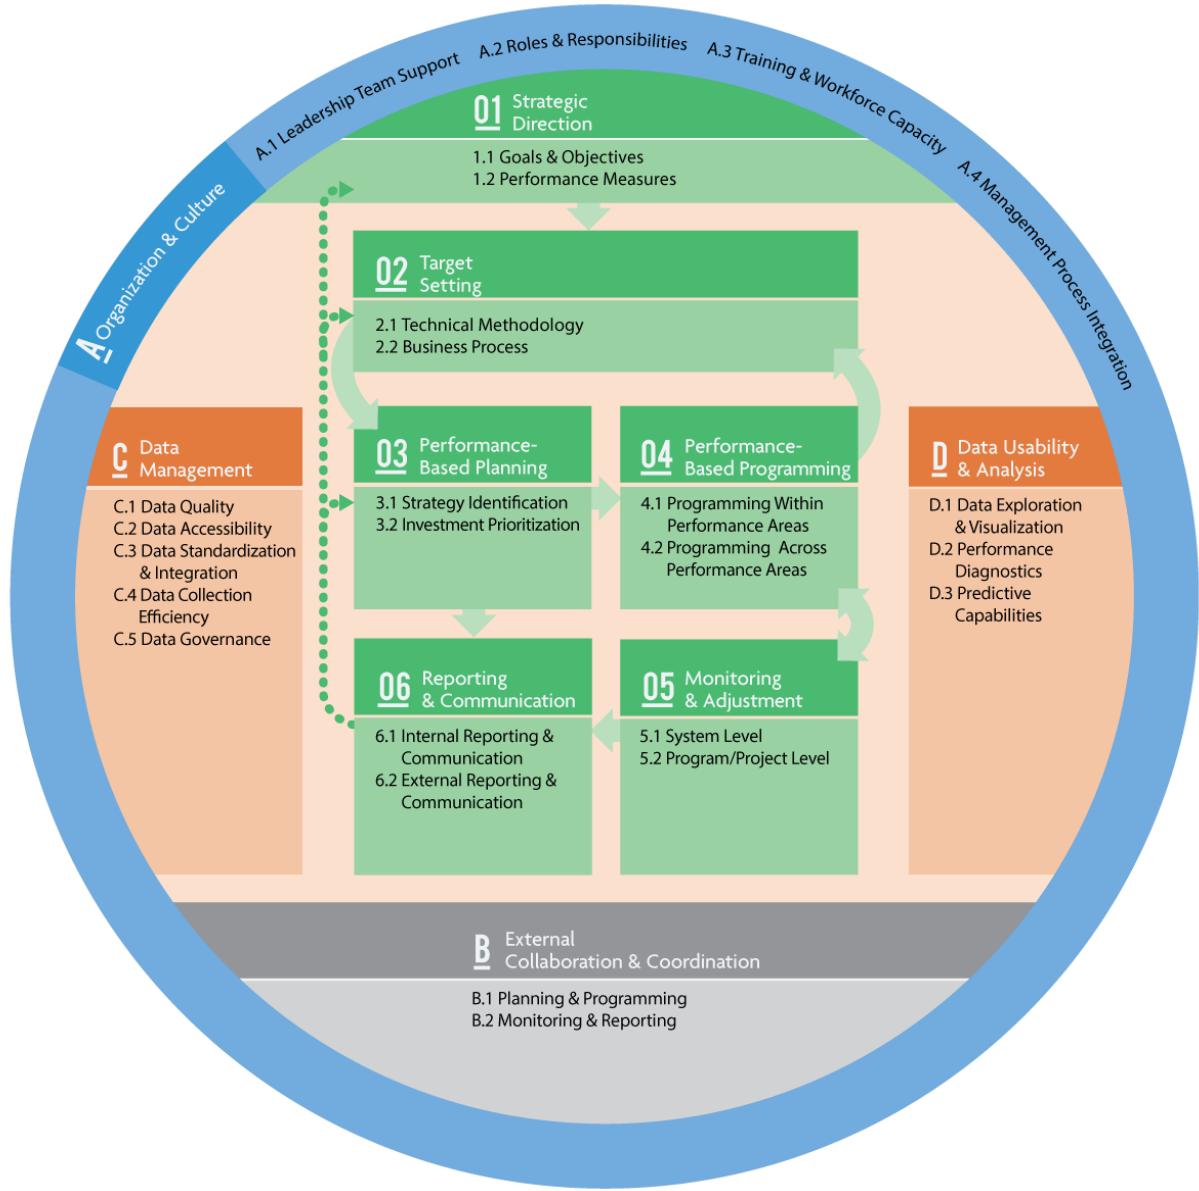 A.1 Leadership Team Support
A.2 Roles & Responsibilities
A.3 Training & Workforce Capacity
A.4 Management Process Integration
A Organization & Culture
01 Strategic
Direction
1.1 Goals & Objectives
1.2 Performance Measures
02 Target
Setting
2.1 Technical Methodology
2.2 Business Process
C Data
Management
C.1 Data Quality
C.2 Data Accessibility
C.3 Data Standardization
& Integration
C.4 Data Collection
Efficiency
C.5 Data Governance
03 Performance-
Based Planning
3.1 Strategy Identification
3.2 Investment Prioritization
04 Performance-
Based Programming
4.1 Programming Within
Performance Areas
4.2 Programming Across
Performance Areas
D Data Usability
& Analysis
D.1 Data Exploration
& Visualization
D.2 Performance
Diagnostics
D.3 Predictive
Capabilities
06 Reporting
& Communication
6.1 Internal Reporting &
Communication
6.2 External Reporting &
Communication
05 Monitoring
& Adjustment
5.1 System Level
5.2 Program/Project Level
B External
Collaboration & Coordination
B.1 Planning & Programming
B.2 Monitoring & Reporting